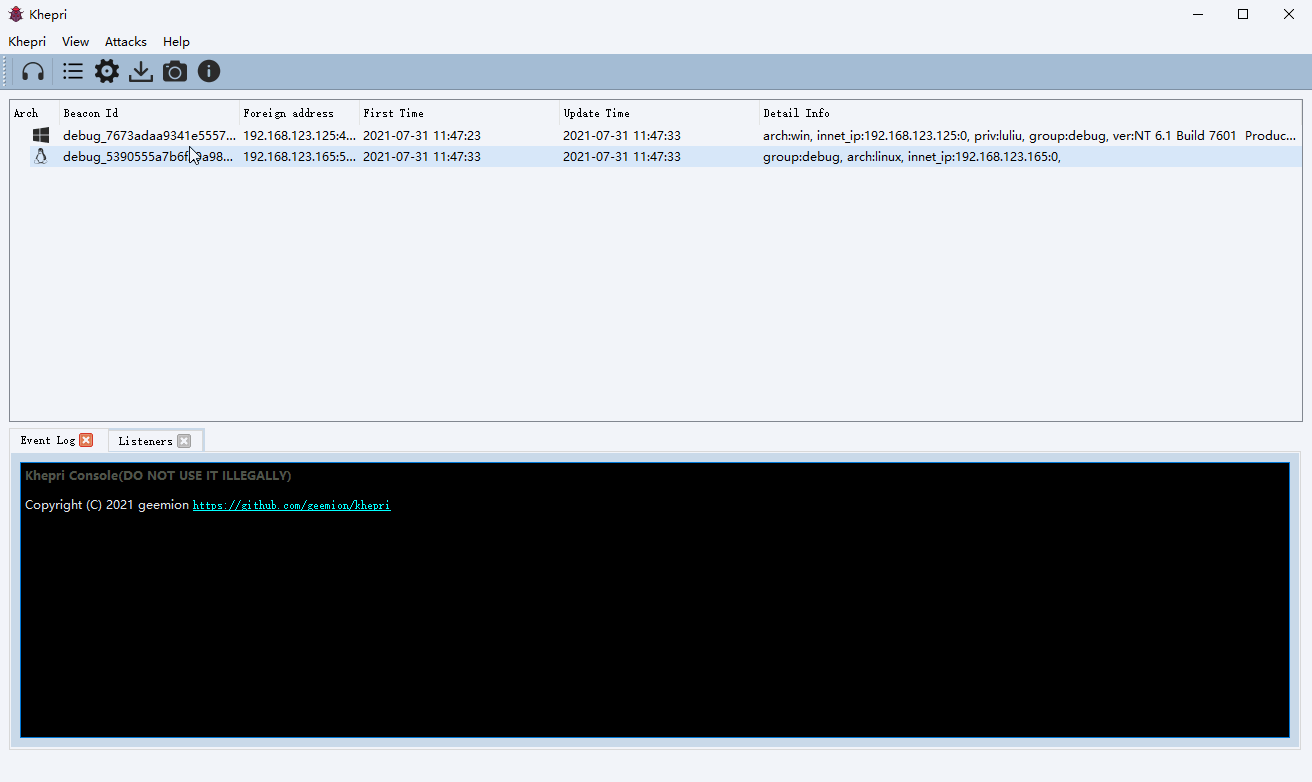 Khepri
Khepri View Attacks Help
Arch Beacon Id Foreign address First Time Update Time Detail Info
debug_7673adaa9341e5557... 192.168.123.125:4... 2021-07-31 11:47:23 2021-07-31 11:47:33 arch:win, innet_ip:192.168.123.125:0, priv:luliu, group:debug, ver:NT 6.1 Build 7601 Produc...
192.168.123.165:5... 2021-07-31 11:47:33 2021-07-31 11:47:33 group:debug, arch:linux, innet_ip:192.168.123.165:0,
Event Log Listeners
Khepri Console(DO NOT USE IT ILLEGALLY)
Copyright (C) 2021 geemion https://github.com/geemion/khepri